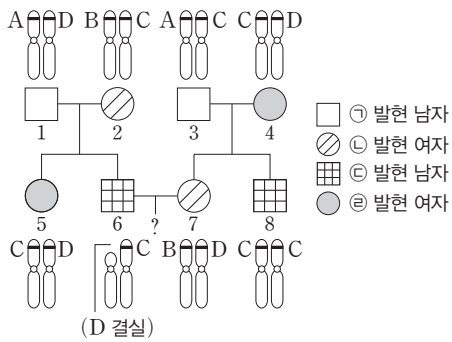 A D B C A C C D
1 2 3 4
㉠ 발현 남자
㉡ 발현 여자
㉢ 발현 남자
㉣ 발현 여자
5 6 ? 7 8
C D C B D C C
(D 결실)